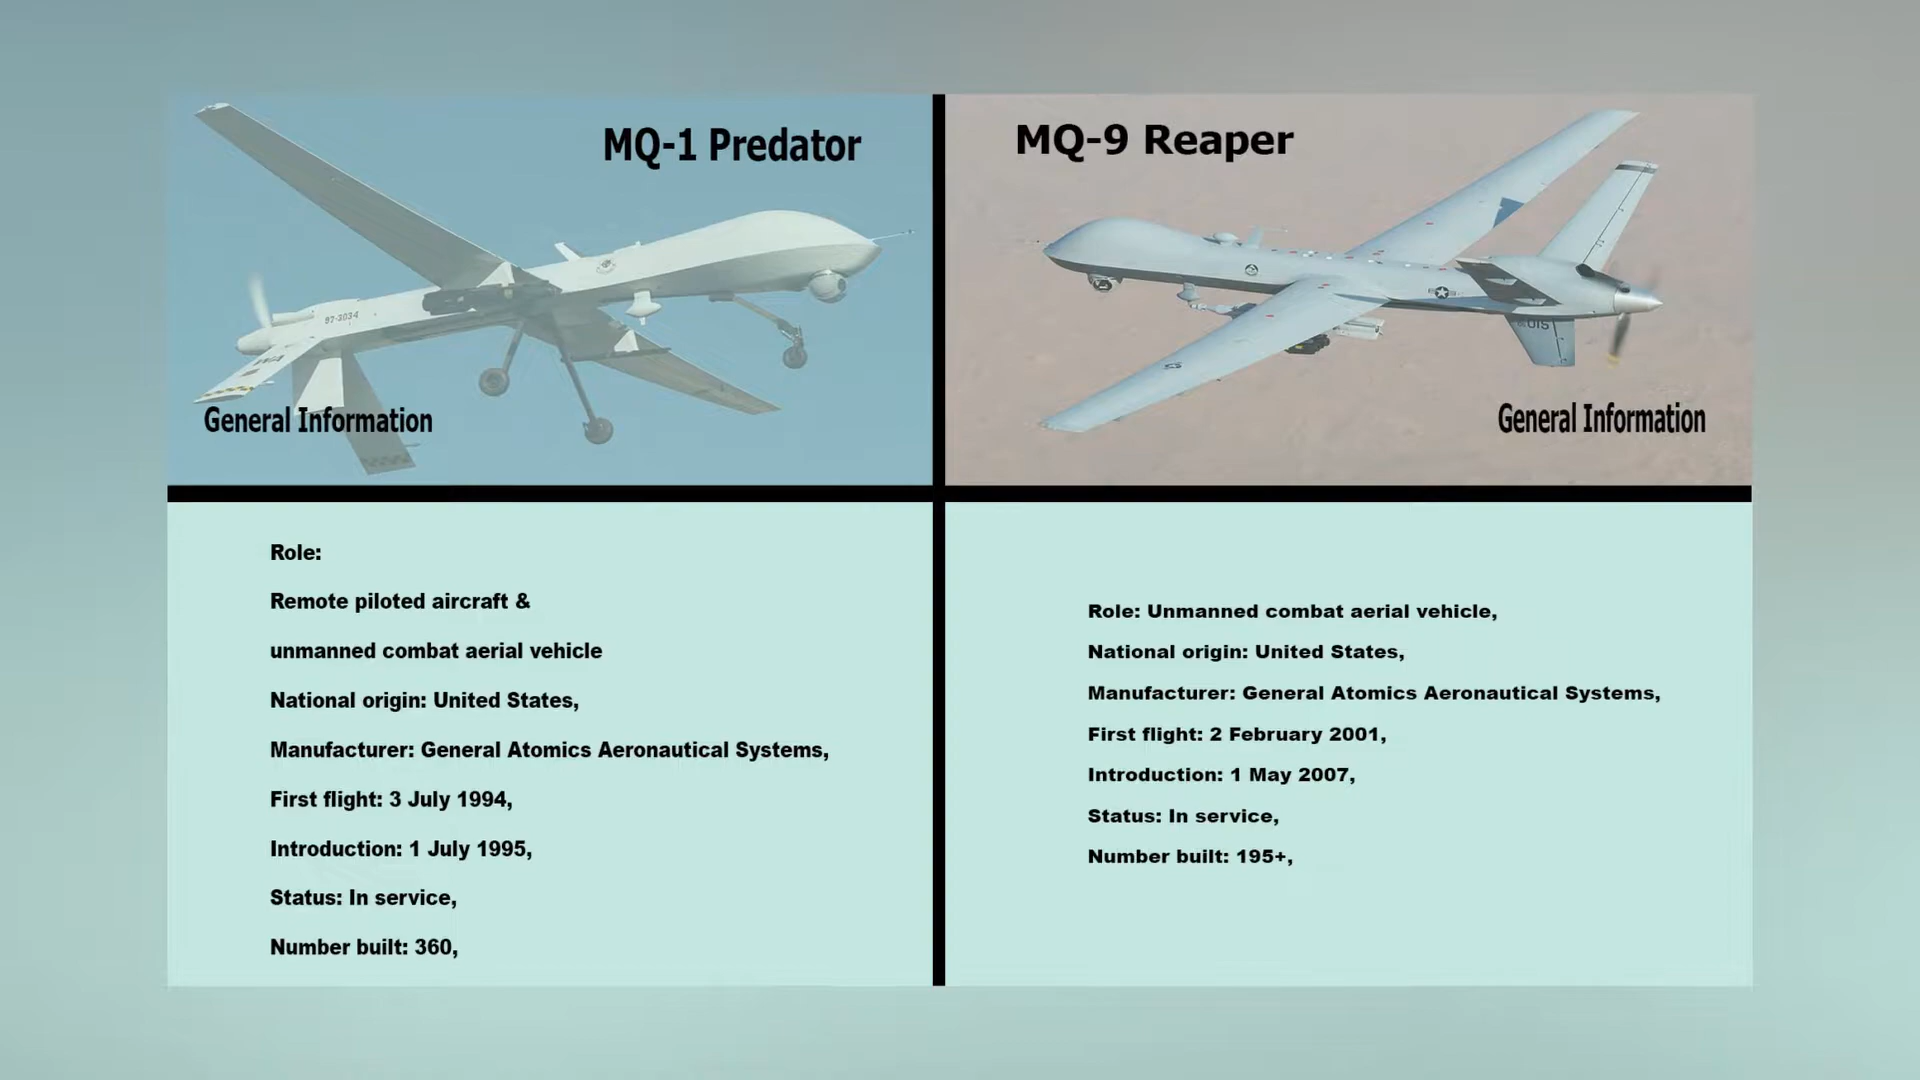 MQ-1 Predator
97-3034
WA
General Information
Role:
Remote piloted aircraft &
unmanned combat aerial vehicle
National origin: United States,
Manufacturer: General Atomics Aeronautical Systems,
First flight: 3 July 1994,
Introduction: 1 July 1995,
Status: In service,
Number built: 360,
MQ-9 Reaper
General Information
Role: Unmanned combat aerial vehicle,
National origin: United States,
Manufacturer: General Atomics Aeronautical Systems,
First flight: 2 February 2001,
Introduction: 1 May 2007,
Status: In service,
Number built: 195+,